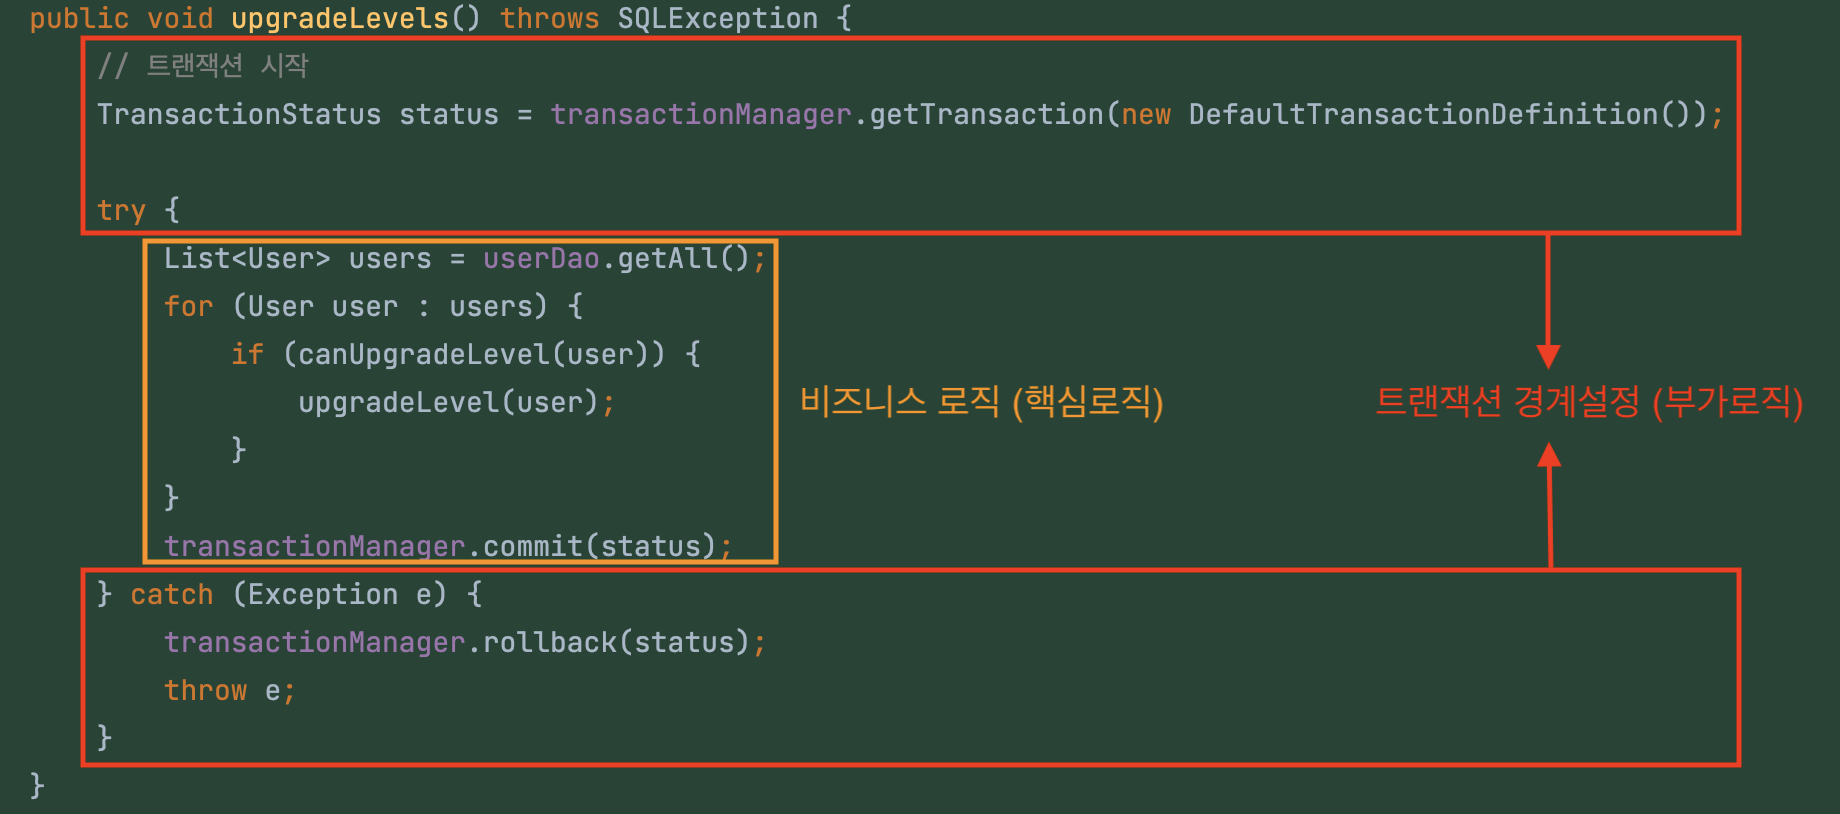 public void upgradeLevels() throws SQLException {
// 트랜잭션 시작
TransactionStatus status = transactionManager.getTransaction(new DefaultTransactionDefinition());
try {
List<User> users = userDao.getAll();
for (User user : users) {
if (canUpgradeLevel(user)) {
upgradeLevel(user);
비즈니스 로직 (핵심로직)
트랜잭션 경계설정 (부가로직)
}
}
transactionManager.commit(status);
} catch (Exception e) {
transactionManager.rollback(status);
throw e;
}
}